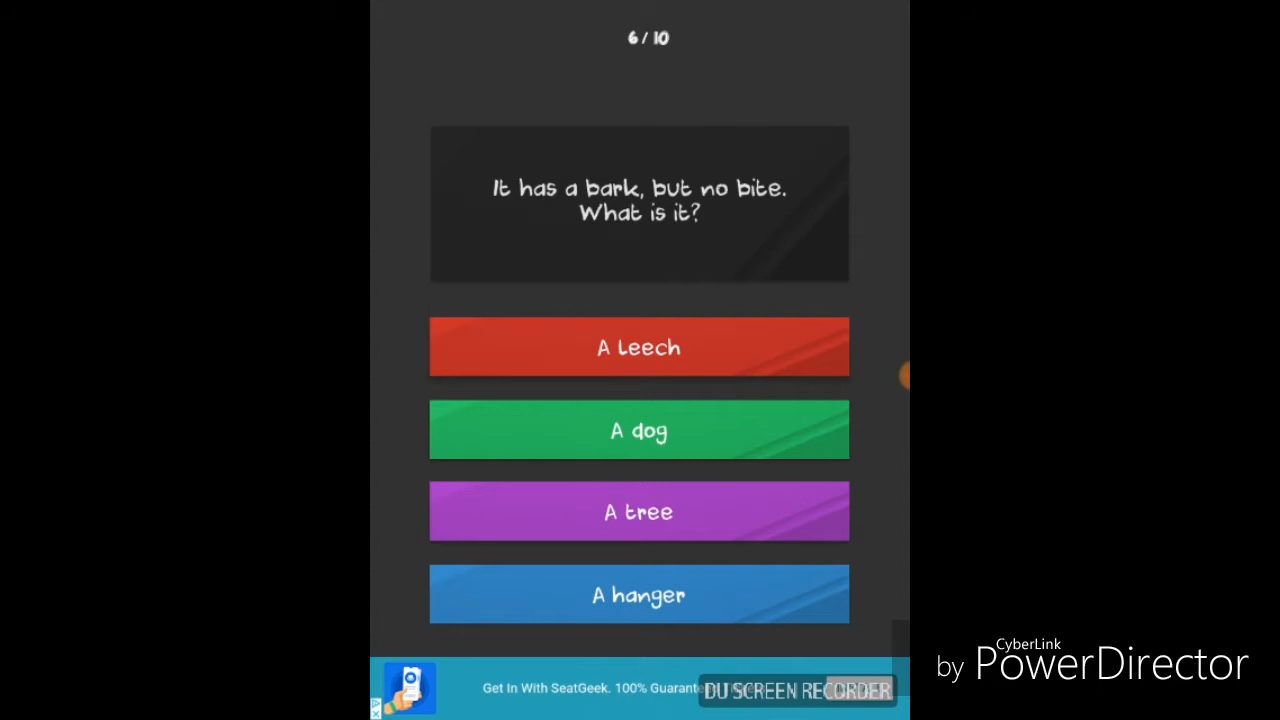 6 / 10
It has a bark, but no bite.
What is it?
A Leech
A dog
A tree
A hanger
Get In With SeatGeek. 100%
DU SCREEN RECORDER
CyberLink
by PowerDirector